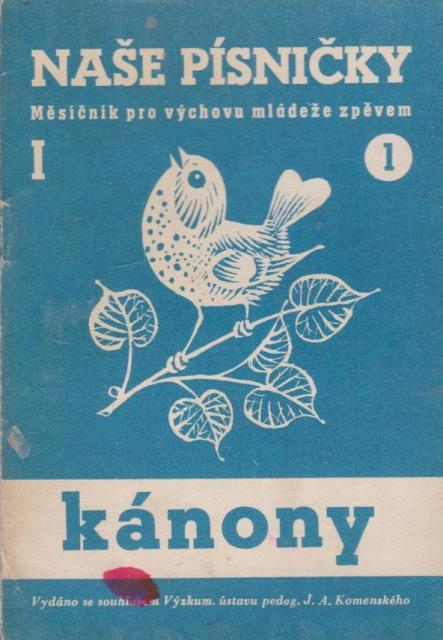 NAŠE PÍSNIČKY
Měsíčník pro výchovu mládeže zpěvem
I 1
kánony
Vydáno se souhlasem Výzkum. ústavu pedag. J. A. Komenského